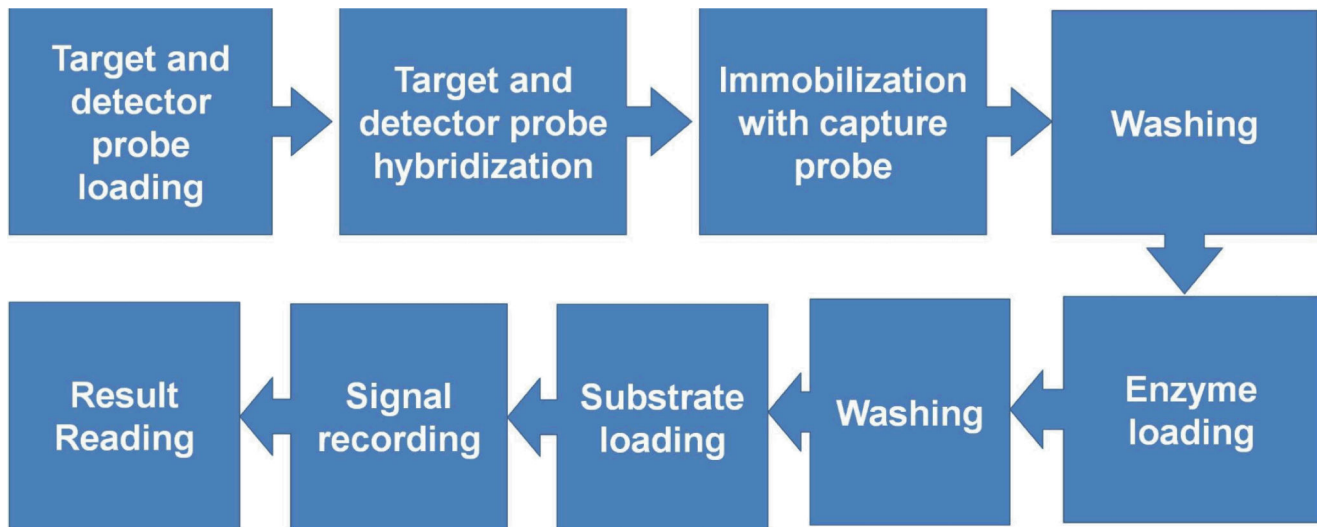 Target and
detector
probe
loading
Target and
detector probe
hybridization
Immobilization
with capture
probe
Washing
Enzyme
loading
Washing
Substrate
loading
Signal
recording
Result
Reading